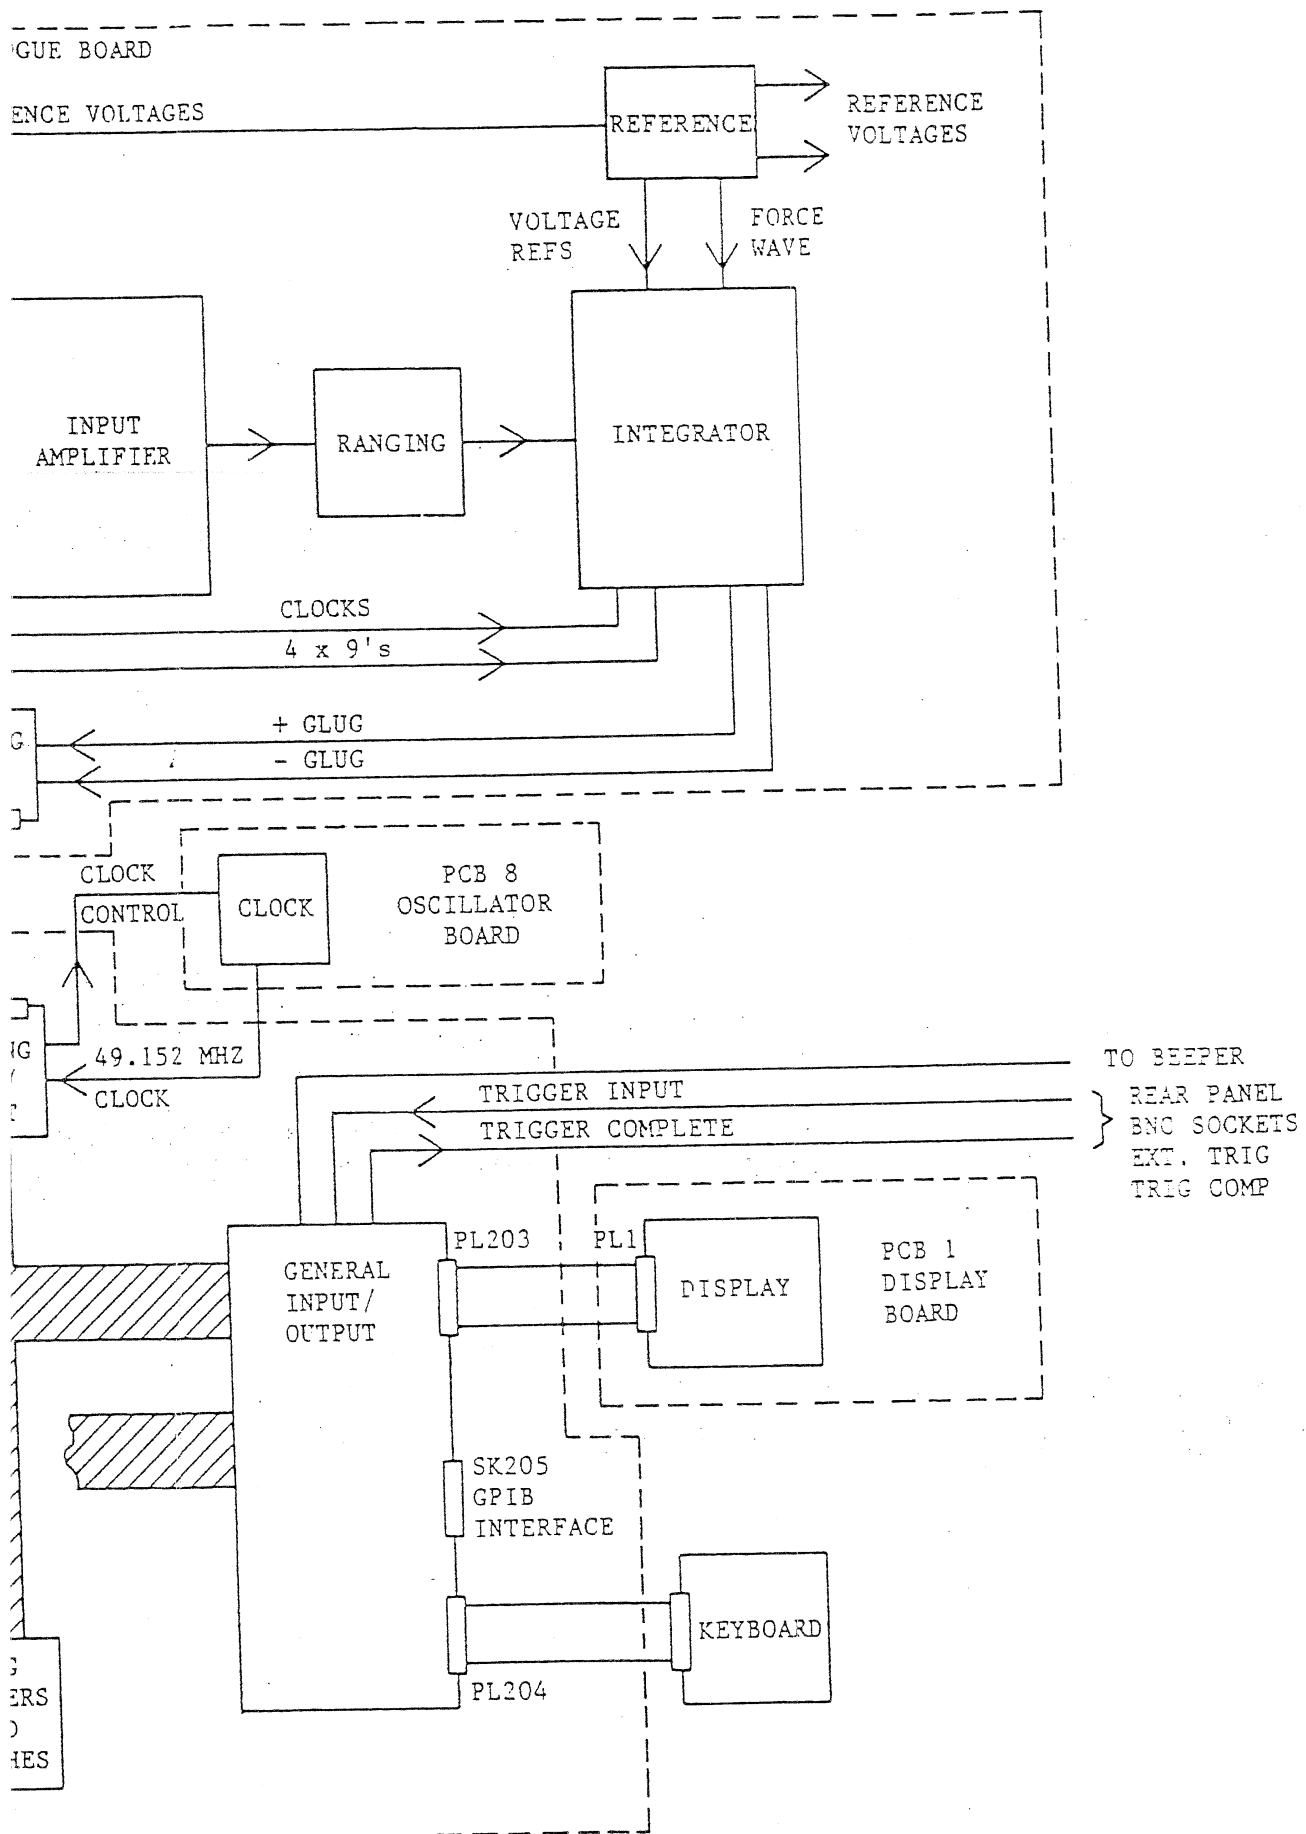 GUE BOARD
ENCE VOLTAGES
REFERENCE
REFERENCE
VOLTAGES
VOLTAGE
REFS
FORCE
WAVE
INPUT
AMPLIFIER
RANGING
INTEGRATOR
CLOCKS
4 x 9's
+ GLUG
- GLUG
G
CLOCK
CONTROL
CLOCK
PCB 8
OSCILLATOR
BOARD
NG
/
T
49.152 MHZ
CLOCK
TO BEEPER
TRIGGER INPUT
TRIGGER COMPLETE
REAR PANEL
BNC SOCKETS
EXT. TRIG
TRIG COMP
PL203
PL1
GENERAL
INPUT/
OUTPUT
DISPLAY
PCB 1
DISPLAY
BOARD
SK205
GPIB
INTERFACE
KEYBOARD
PL204
G
ERS
HES